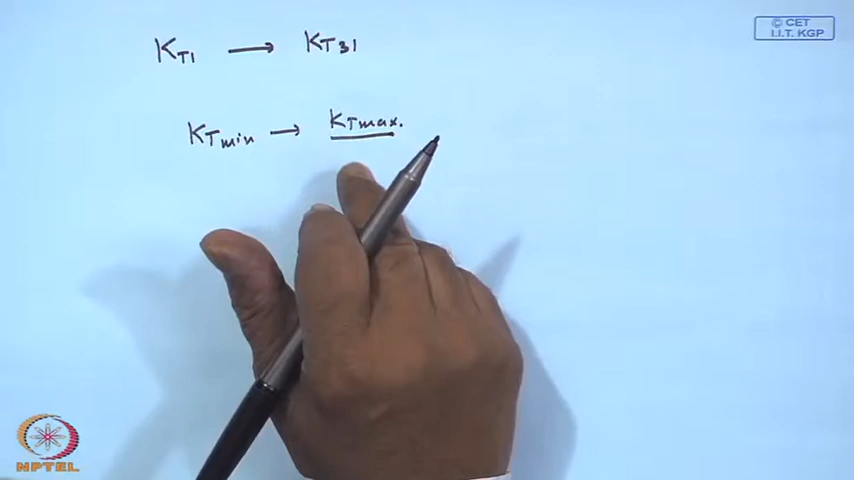 © CET
I.I.T. KGP
KT1 → KT31
KTmin → KTmax.
NPTEL